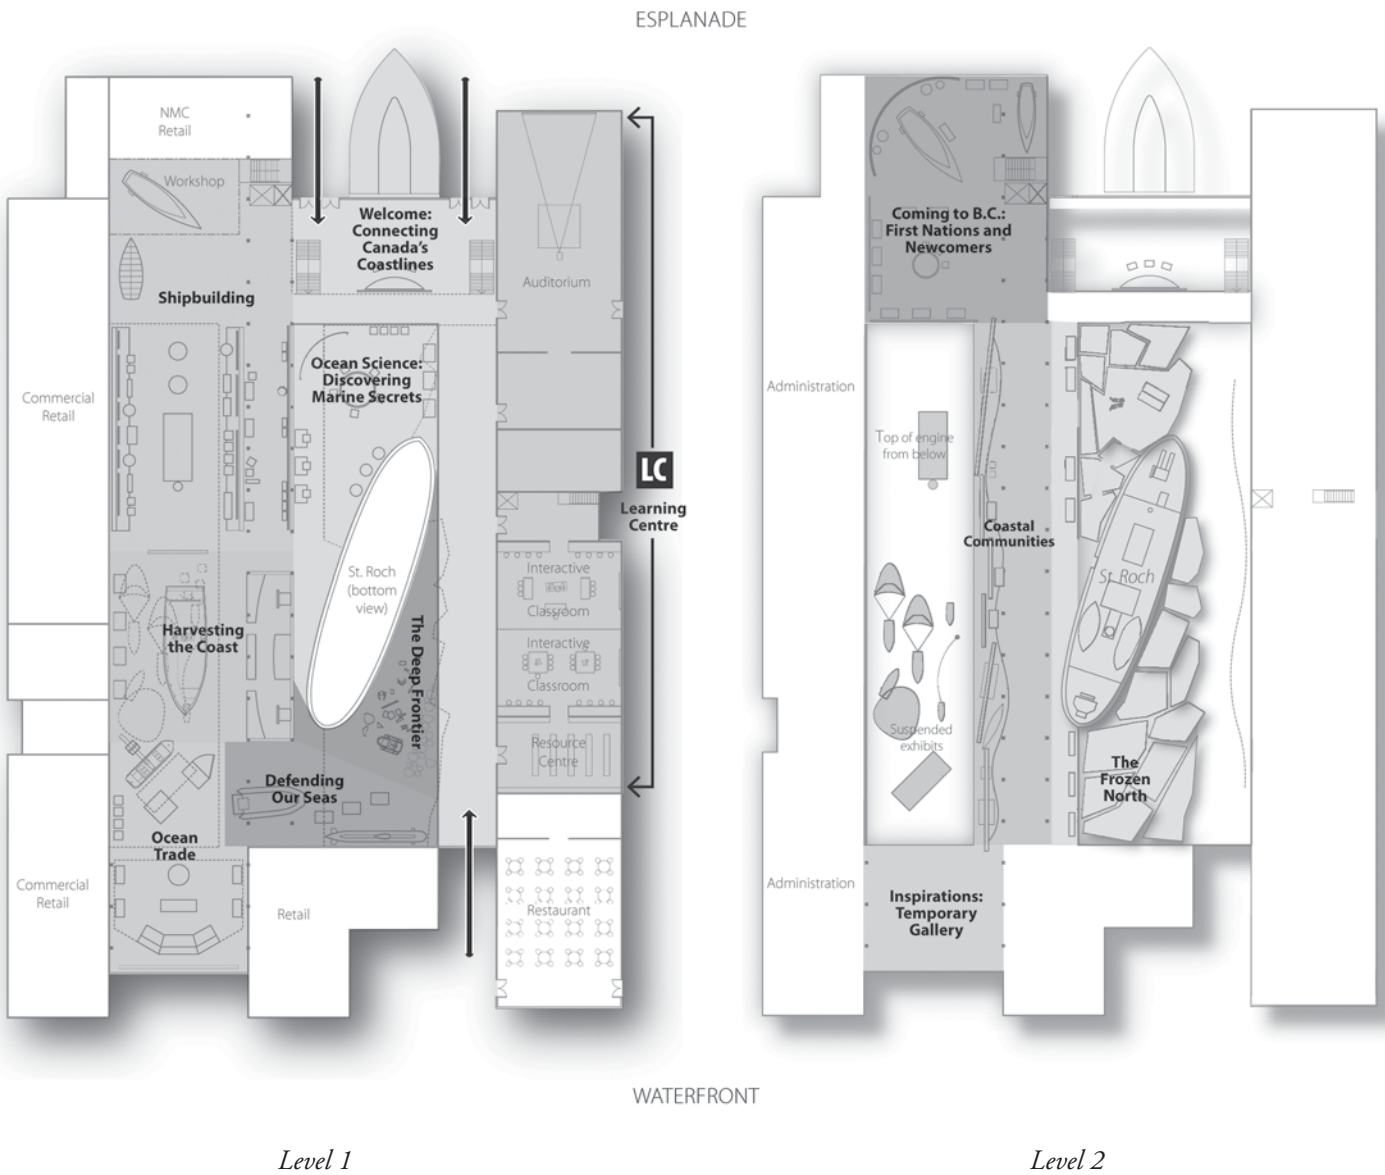 ESPLANADE
NMC
Retail
Workshop
Welcome:
Connecting
Canada's
Coastlines
Shipbuilding
Auditorium
Ocean Science:
Discovering
Marine Secrets
Commercial
Retail
LC
Learning
Centre
St. Roch
(bottom
view)
Interactive
Classroom
Interactive
Classroom
Harvesting
the Coast
The Deep Frontier
Resource
Centre
Defending
Our Seas
Ocean
Trade
Commercial
Retail
Retail
Restaurant
Coming to B.C.:
First Nations and
Newcomers
Administration
Top of engine
from below
Coastal
Communities
St. Roch
Suspended
exhibits
The
Frozen
North
Administration
Inspirations:
Temporary
Gallery
WATERFRONT
Level 1
Level 2